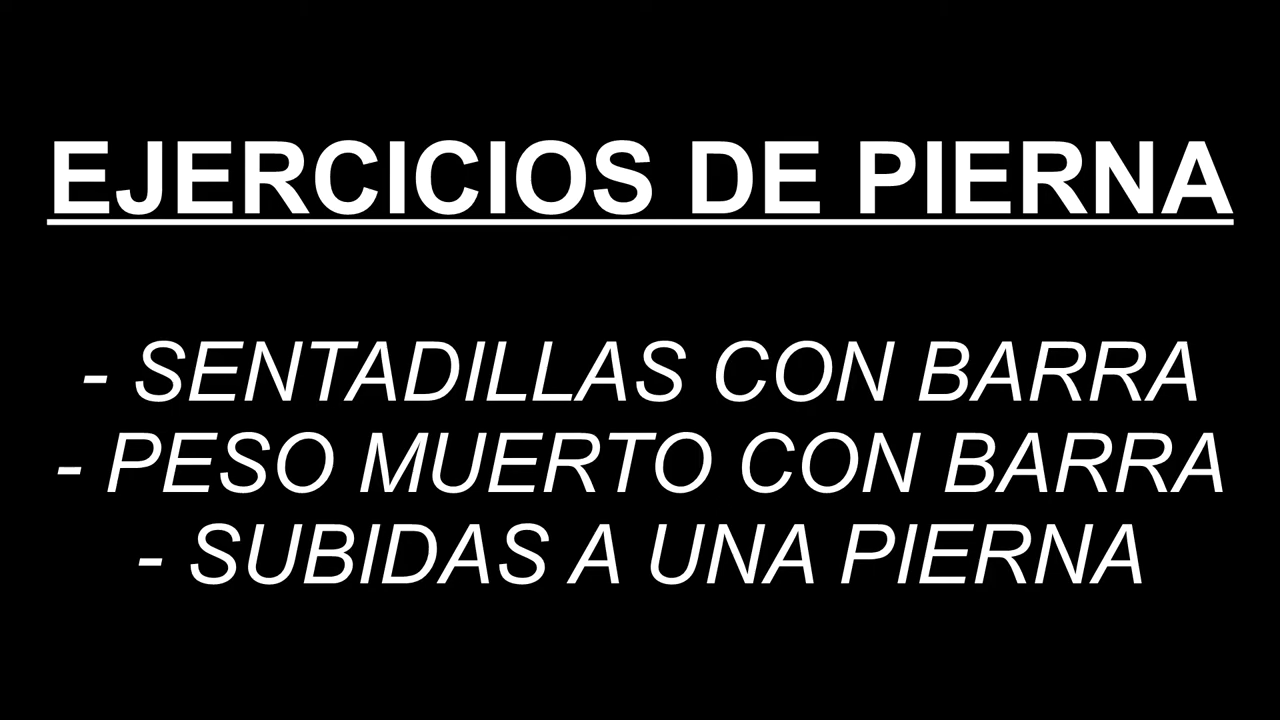 EJERCICIOS DE PIERNA
- SENTADILLAS CON BARRA
- PESO MUERTO CON BARRA
- SUBIDAS A UNA PIERNA